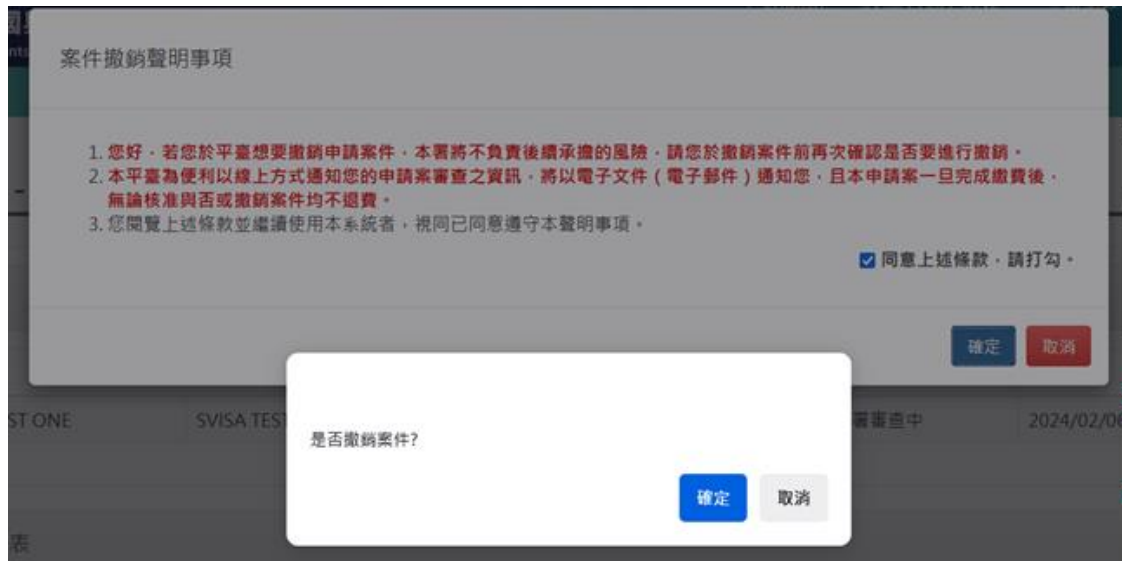 案件撤銷聲明事項
1. 您好，若您於平臺想要撤銷申請案件，本署將不負責後續承擔的風險，請您於撤銷案件前再次確認是否要進行撤銷。
2. 本平臺為便利以線上方式通知您的申請案審查之資訊，將以電子文件（電子郵件）通知您，且本申請案一旦完成繳費後，
無論核准與否或撤銷案件均不退費。
3. 您閱覽上述條款並繼續使用本系統者，視同已同意遵守本聲明事項。
同意上述條款，請打勾。
確定 取消
ST ONE SVISA TEST 署審查中 2024/02/06
是否撤銷案件?
確定 取消
表